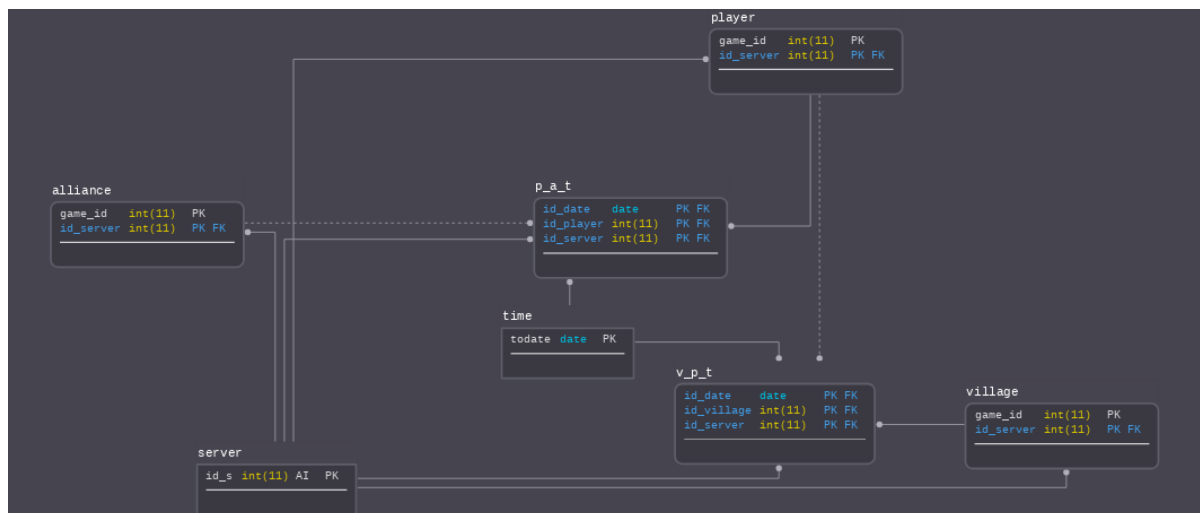 player
game_id int(11) PK
id_server int(11) PK FK
alliance
game_id int(11) PK
id_server int(11) PK FK
p_a_t
id_date date PK FK
id_player int(11) PK FK
id_server int(11) PK FK
time
todate date PK
v_p_t
id_date date PK FK
id_village int(11) PK FK
id_server int(11) PK FK
village
game_id int(11) PK
id_server int(11) PK FK
server
id_s int(11) AI PK